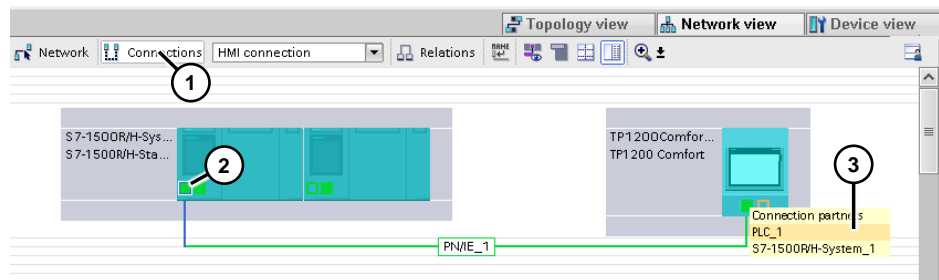 Topology view Network view Device view
Network Connections HMI connection Relations
1
S7-1500R/H-Sys...
S7-1500R/H-Sta...
2
TP1200Comfor...
TP1200 Comfort
3
Connection partners
PLC_1
S7-1500R/H-System_1
PN/IE_1